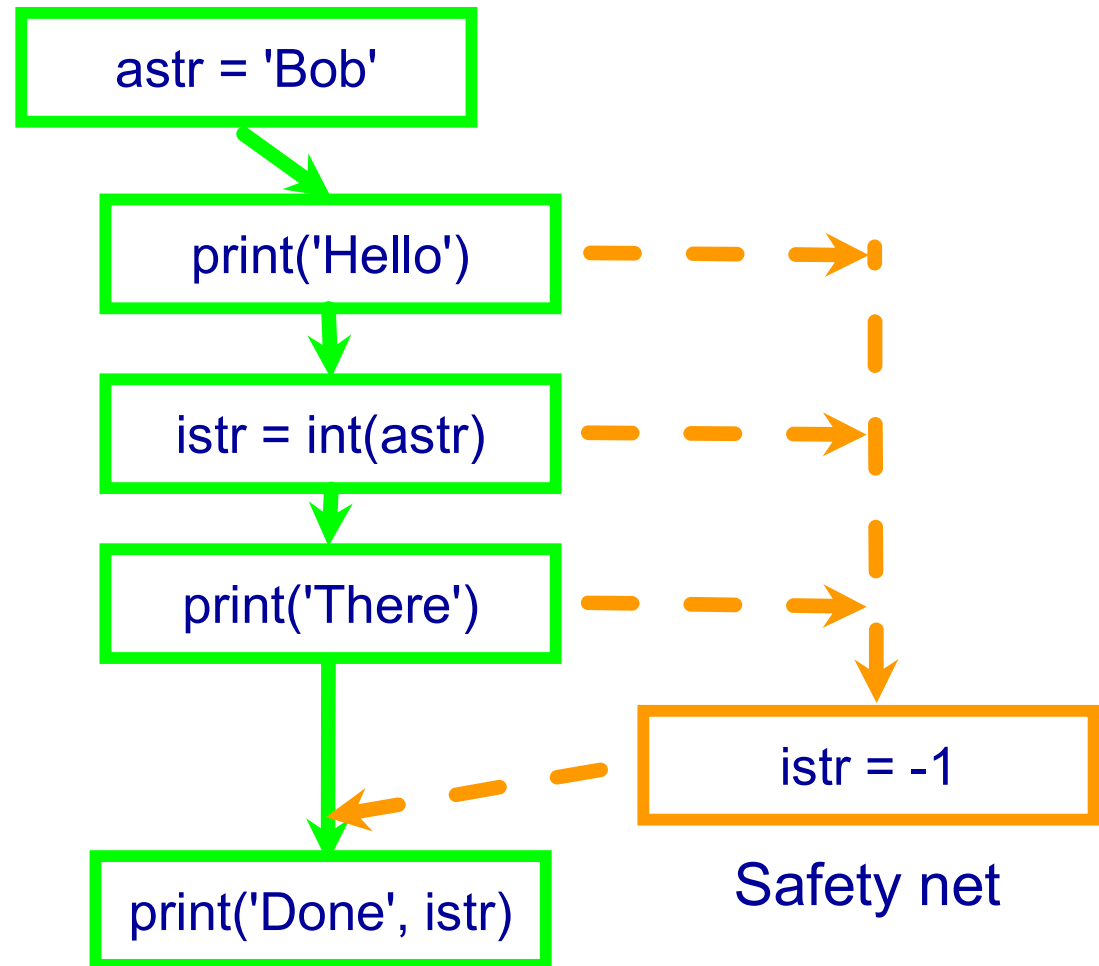 astr = 'Bob'
print('Hello')
istr = int(astr)
print('There')
istr = -1
Safety net
print('Done', istr)